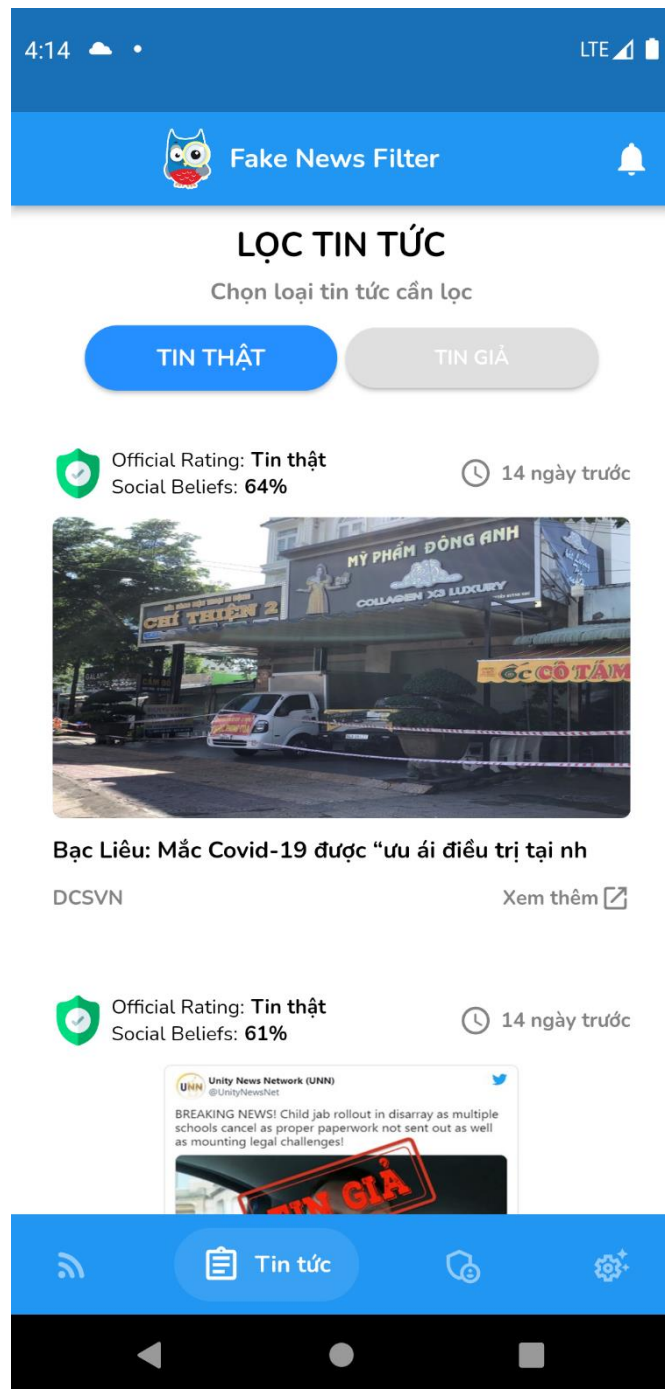 4:14
LTE
Fake News Filter
LỌC TIN TỨC
Chọn loại tin tức cần lọc
TIN THẬT
TIN GIẢ
Official Rating: Tin thật
Social Beliefs: 64%
14 ngày trước
MỸ PHẨM ĐÔNG ANH
COLLAGEN X3 LUXURY
CHÍ THIỆN 2
ỐC CÔ TẤM
Bạc Liêu: Mắc Covid-19 được “ưu ái điều trị tại nh
DCSVN
Xem thêm
Official Rating: Tin thật
Social Beliefs: 61%
14 ngày trước
UNN
Unity News Network (UNN)
@UnityNewsNet
BREAKING NEWS! Child jab rollout in disarray as multiple
schools cancel as proper paperwork not sent out as well
as mounting legal challenges!
TIN GIẢ
Tin tức